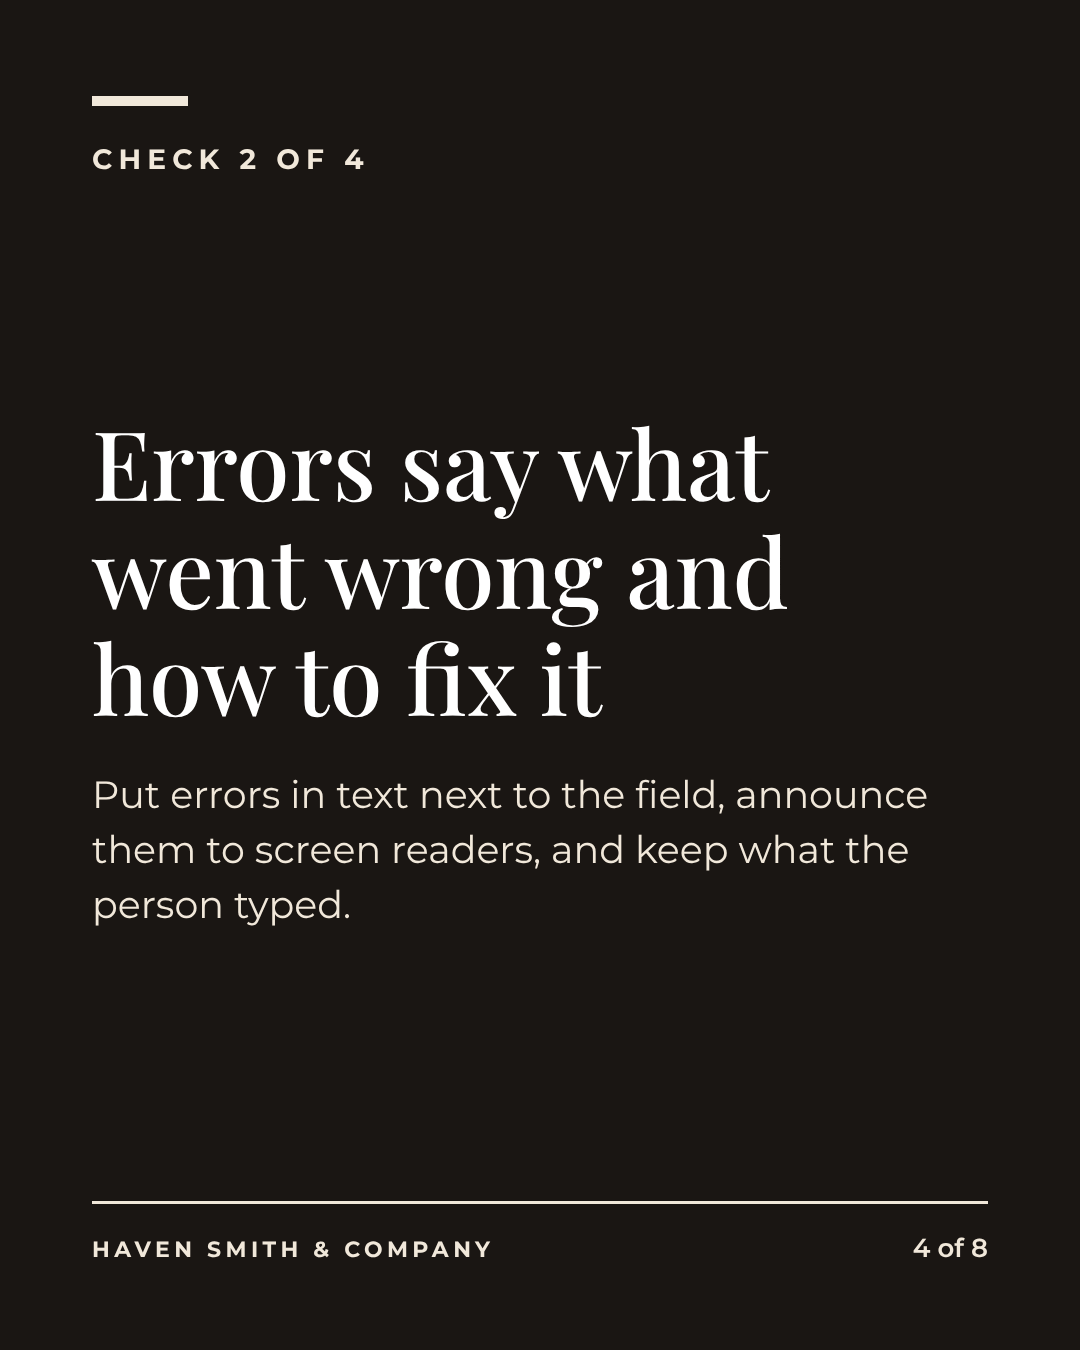 CHECK 2 OF 4
Errors say what
went wrong and
how to fix it
Put errors in text next to the field, announce
them to screen readers, and keep what the
person typed.
HAVEN SMITH & COMPANY
4 of 8